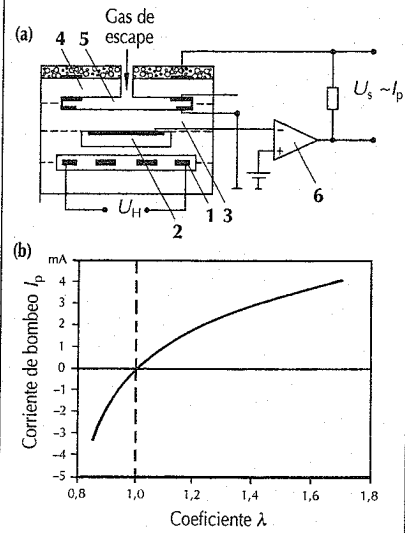 (a)
Gas de
escape
4 5
U_s ~ I_p
6
U_H
1 3
2
(b)
mA
Corriente de bombeo I_p
4
3
2
1
0
−1
−2
−3
−4
−5
0,8 1,0 1,2 1,4 1,6 1,8
Coeficiente λ